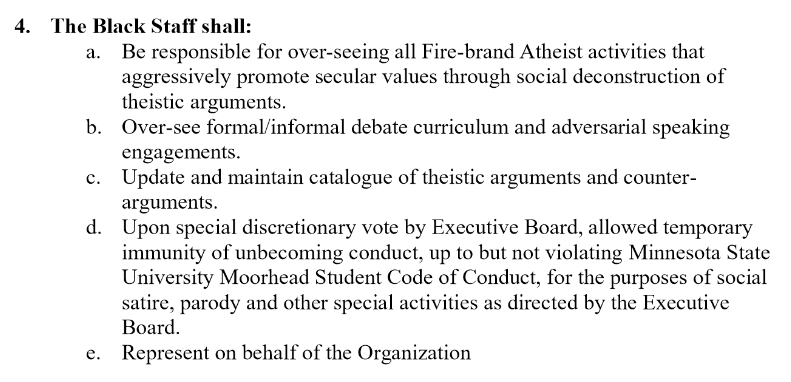 4. The Black Staff shall:
a. Be responsible for over-seeing all Fire-brand Atheist activities that
aggressively promote secular values through social deconstruction of
theistic arguments.
b. Over-see formal/informal debate curriculum and adversarial speaking
engagements.
c. Update and maintain catalogue of theistic arguments and counter-
arguments.
d. Upon special discretionary vote by Executive Board, allowed temporary
immunity of unbecoming conduct, up to but not violating Minnesota State
University Moorhead Student Code of Conduct, for the purposes of social
satire, parody and other special activities as directed by the Executive
Board.
e. Represent on behalf of the Organization